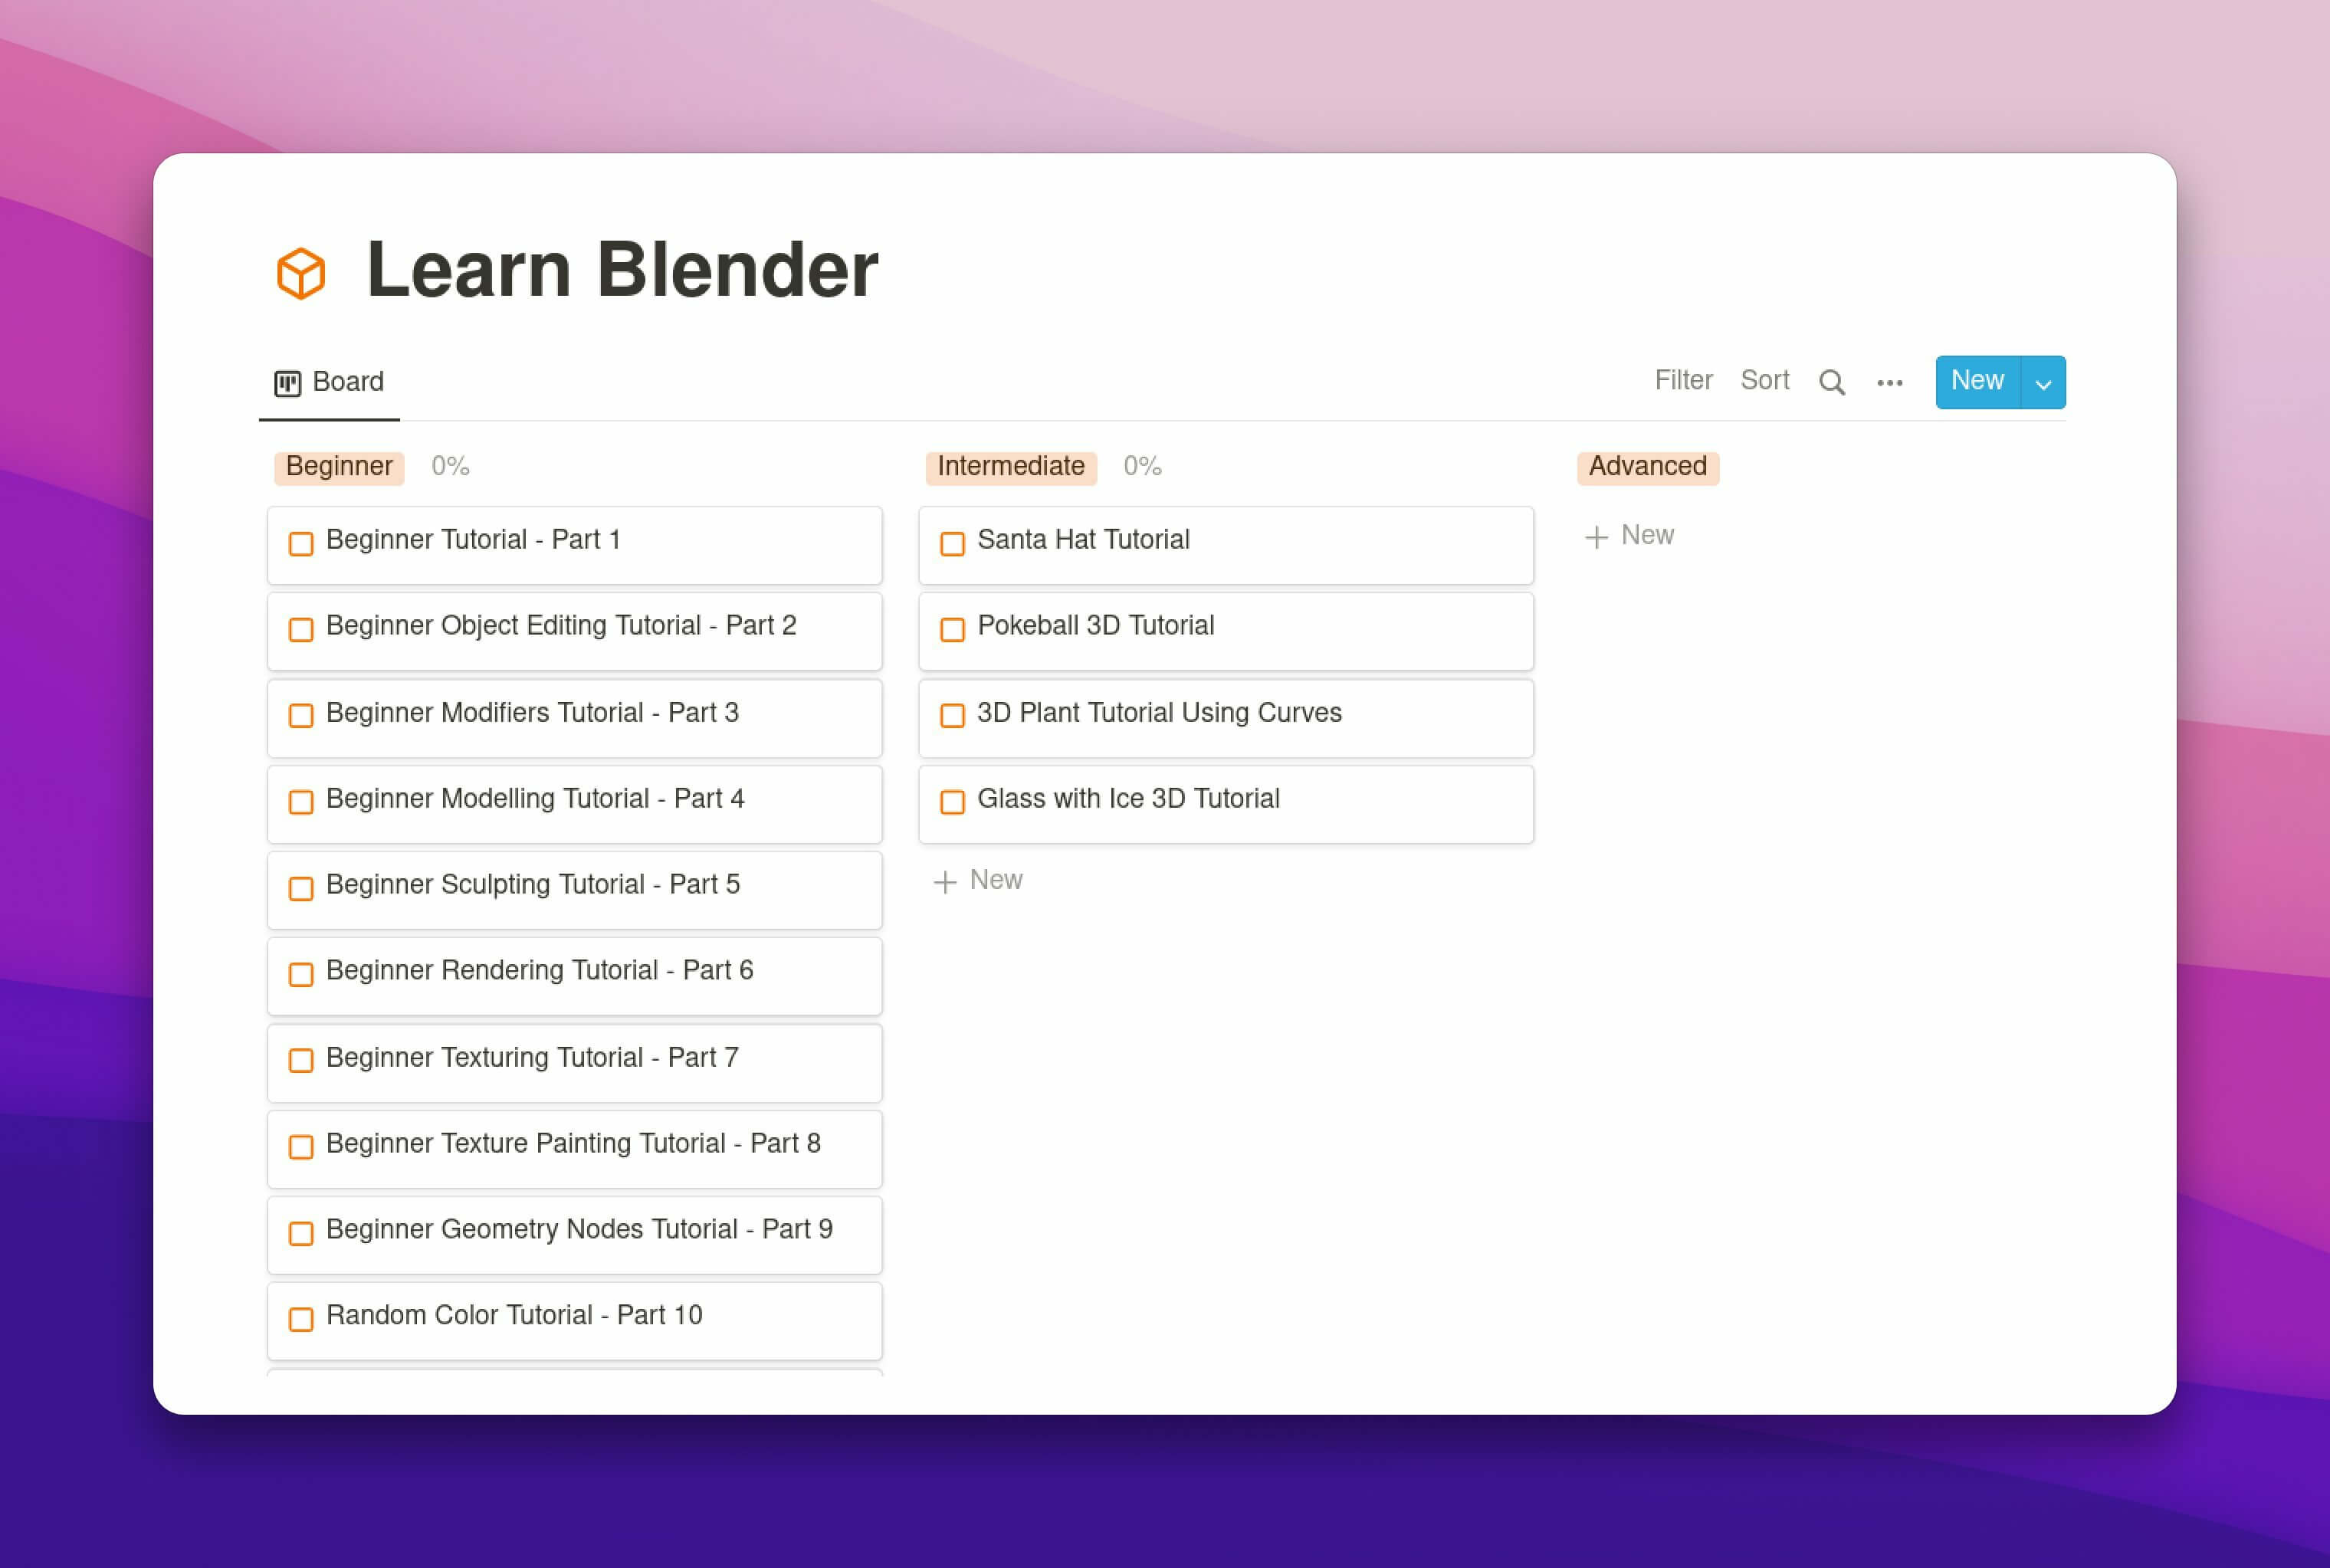 Learn Blender
Board
Filter Sort New
Beginner 0%
Beginner Tutorial - Part 1
Beginner Object Editing Tutorial - Part 2
Beginner Modifiers Tutorial - Part 3
Beginner Modelling Tutorial - Part 4
Beginner Sculpting Tutorial - Part 5
Beginner Rendering Tutorial - Part 6
Beginner Texturing Tutorial - Part 7
Beginner Texture Painting Tutorial - Part 8
Beginner Geometry Nodes Tutorial - Part 9
Random Color Tutorial - Part 10
Intermediate 0%
Santa Hat Tutorial
Pokeball 3D Tutorial
3D Plant Tutorial Using Curves
Glass with Ice 3D Tutorial
+ New
Advanced
+ New